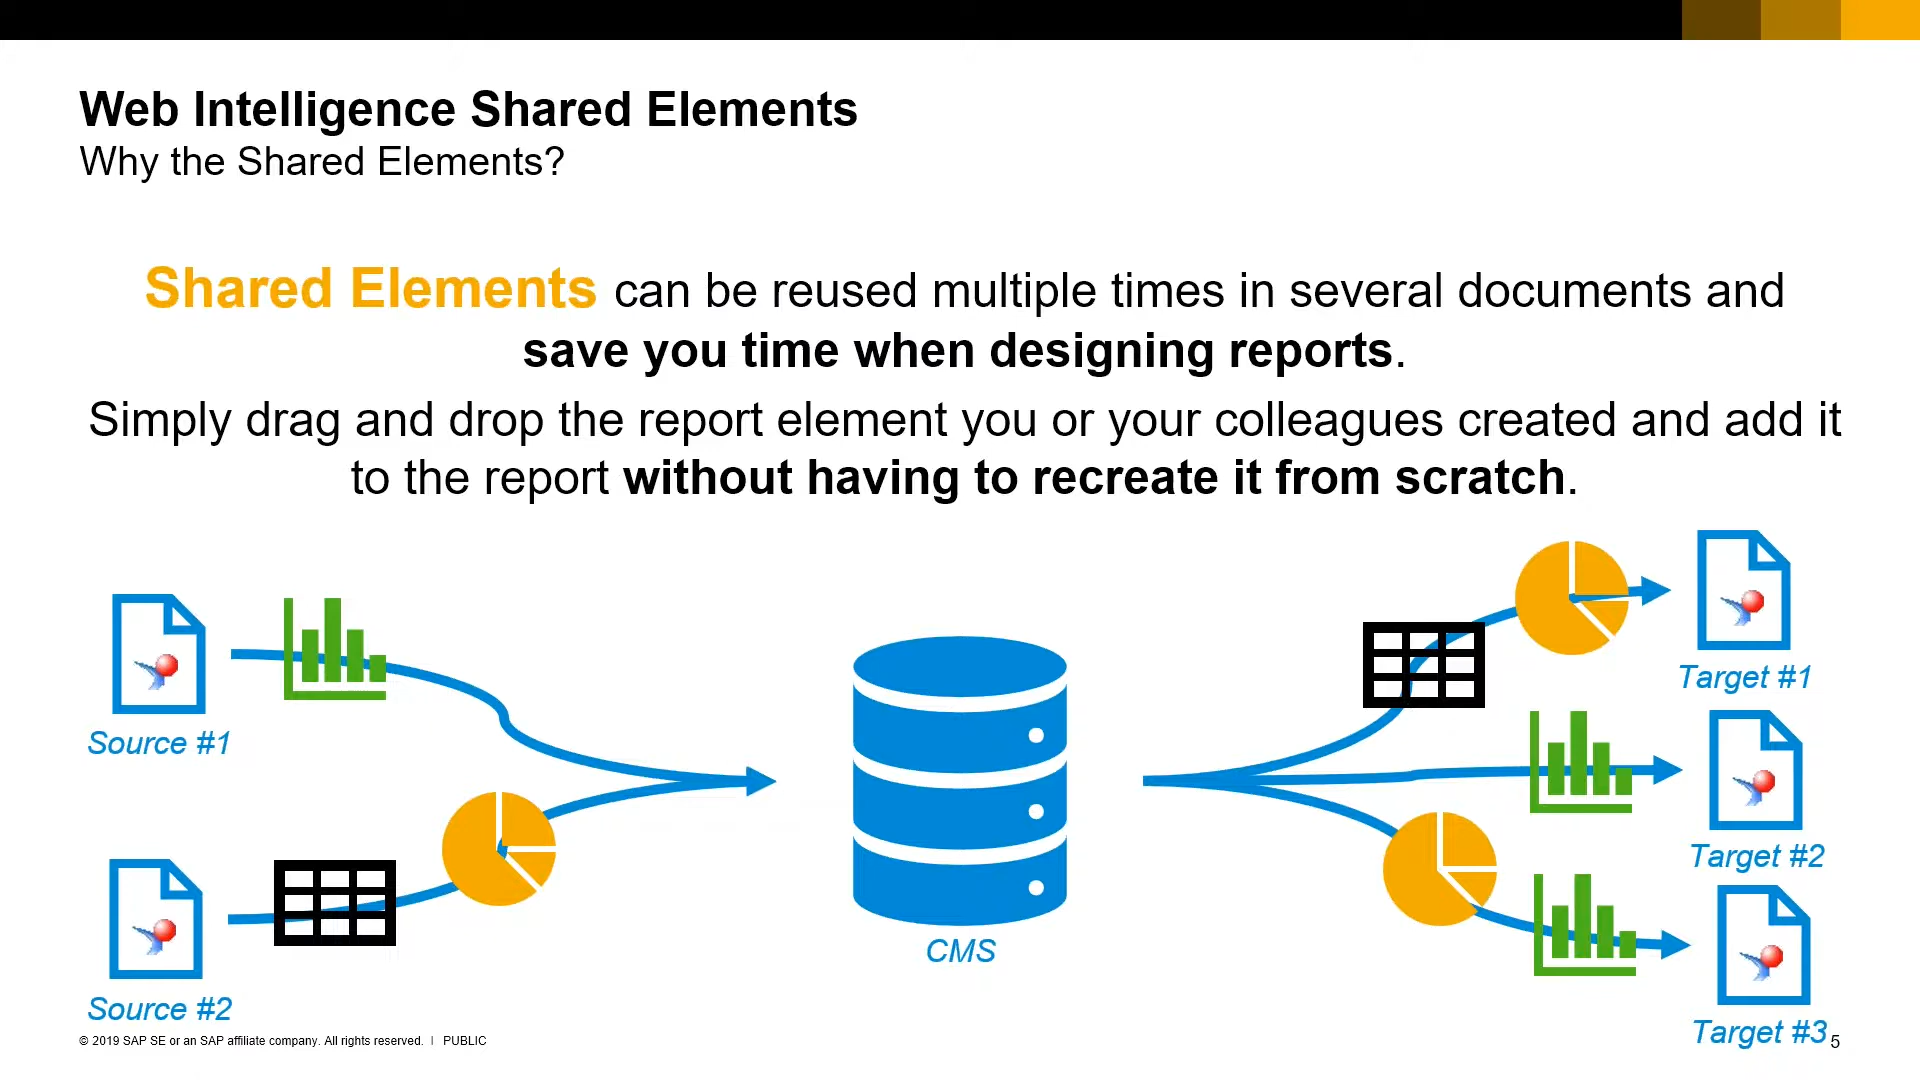 Web Intelligence Shared Elements
Why the Shared Elements?
Shared Elements can be reused multiple times in several documents and
save you time when designing reports.
Simply drag and drop the report element you or your colleagues created and add it
to the report without having to recreate it from scratch.
Source #1
Source #2
CMS
Target #1
Target #2
Target #3
© 2019 SAP SE or an SAP affiliate company. All rights reserved. | PUBLIC
5